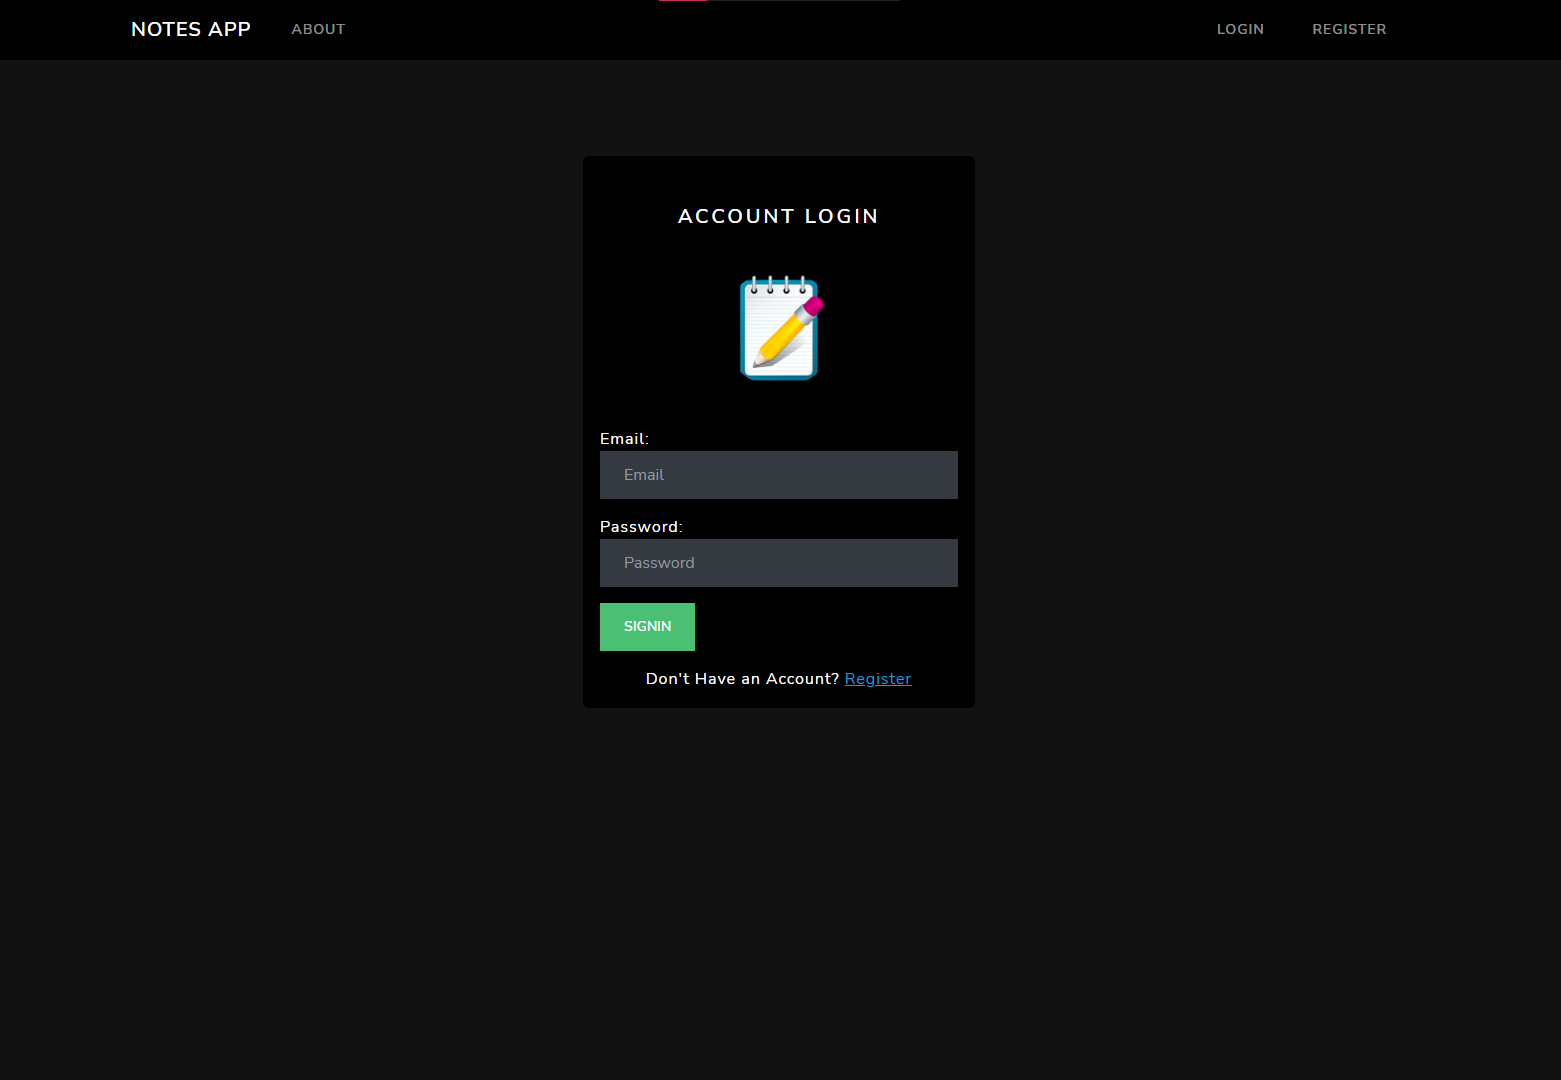 NOTES APP ABOUT LOGIN REGISTER
ACCOUNT LOGIN
Email:
Email
Password:
Password
SIGNIN
Don't Have an Account? Register